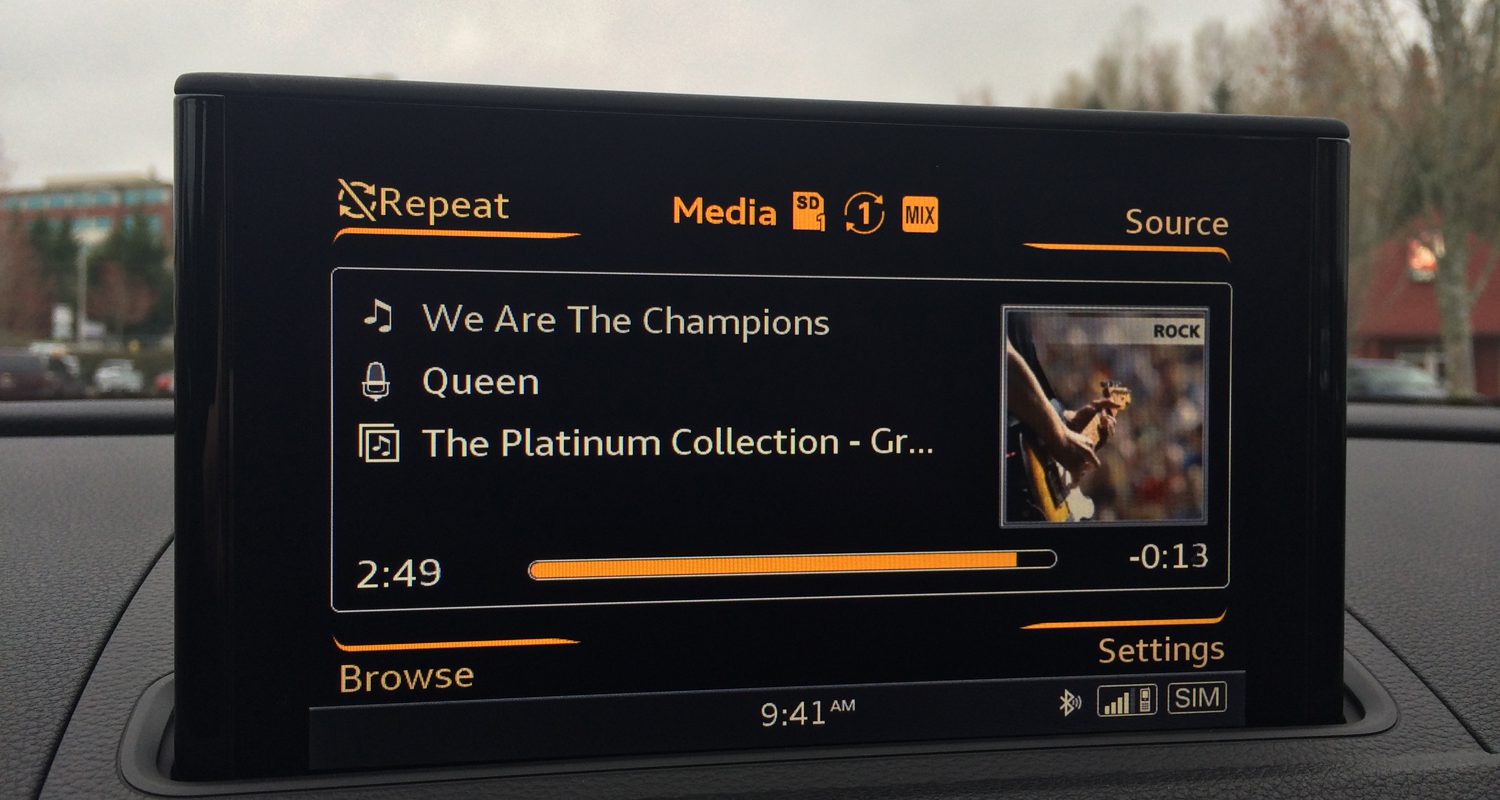 Repeat
Media SD 1 1 MIX
Source
We Are The Champions
ROCK
Queen
The Platinum Collection - Gr...
2:49
-0:13
Browse
Settings
9:41 AM
SIM